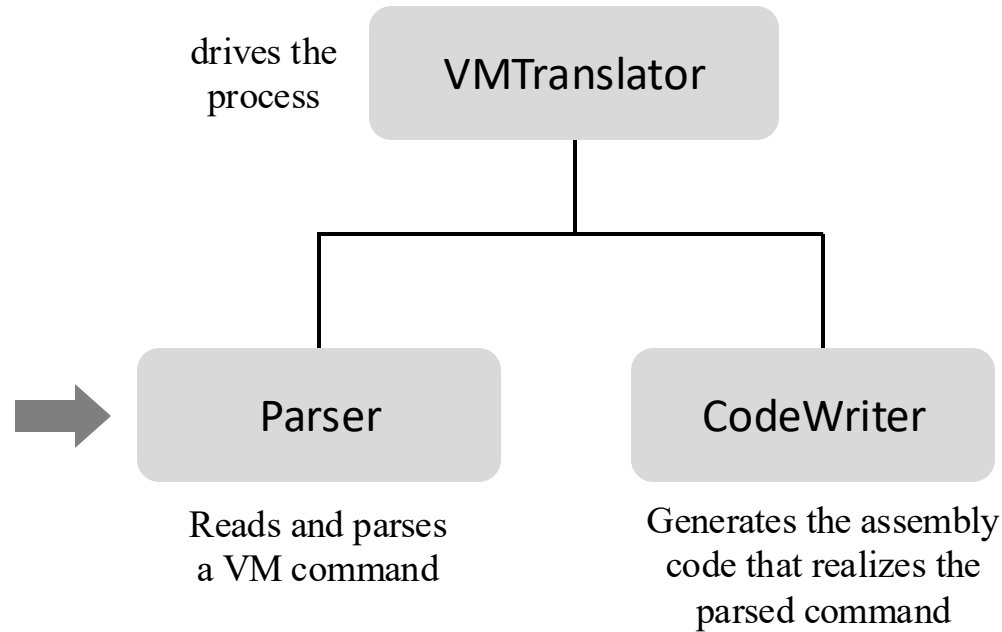 drives the
process
VMTranslator
Parser
CodeWriter
Reads and parses
a VM command
Generates the assembly
code that realizes the
parsed command